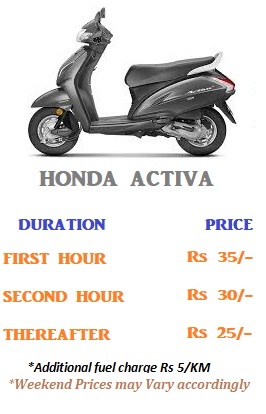 Activa
HONDA ACTIVA
DURATION PRICE
FIRST HOUR Rs 35/-
SECOND HOUR Rs 30/-
THEREAFTER Rs 25/-
*Additional fuel charge Rs 5/KM
*Weekend Prices may Vary accordingly